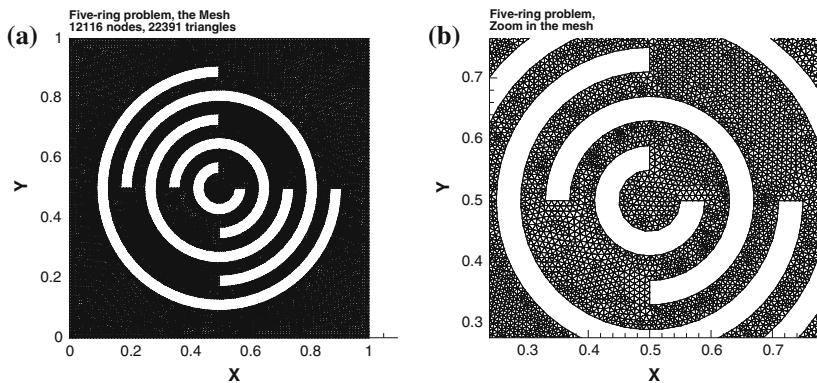 Five-ring problem, the Mesh
12116 nodes, 22391 triangles
(a)
1
0.8
0.6
0.4
0.2
0
Y
0
0.2
0.4
0.6
0.8
1
X
Five-ring problem,
Zoom in the mesh
(b)
0.7
0.6
0.5
0.4
0.3
Y
0.3
0.4
0.5
0.6
0.7
X